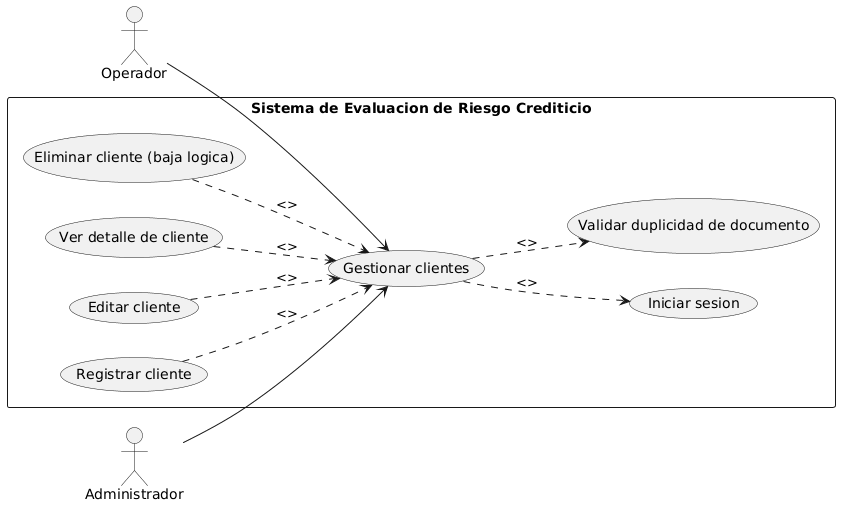 Operador
Sistema de Evaluacion de Riesgo Crediticio
Eliminar cliente (baja logica)
<>
Validar duplicidad de documento
Ver detalle de cliente
<>
<>
Gestionar clientes
<>
<>
Editar cliente
Iniciar sesion
<>
Registrar cliente
Administrador